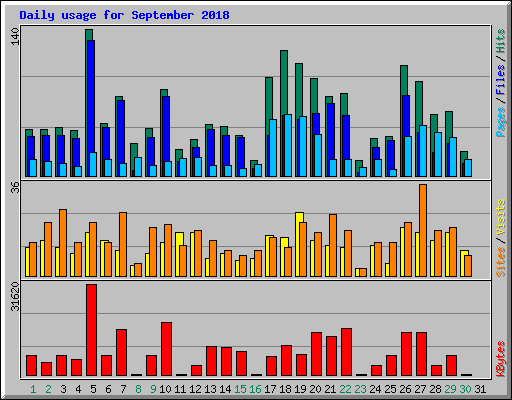 Daily usage for September 2018
140
Pages / Files / Hits
36
Sites / Visits
31620
KBytes
1 2 3 4 5 6 7 8 9 10 11 12 13 14 15 16 17 18 19 20 21 22 23 24 25 26 27 28 29 30 31